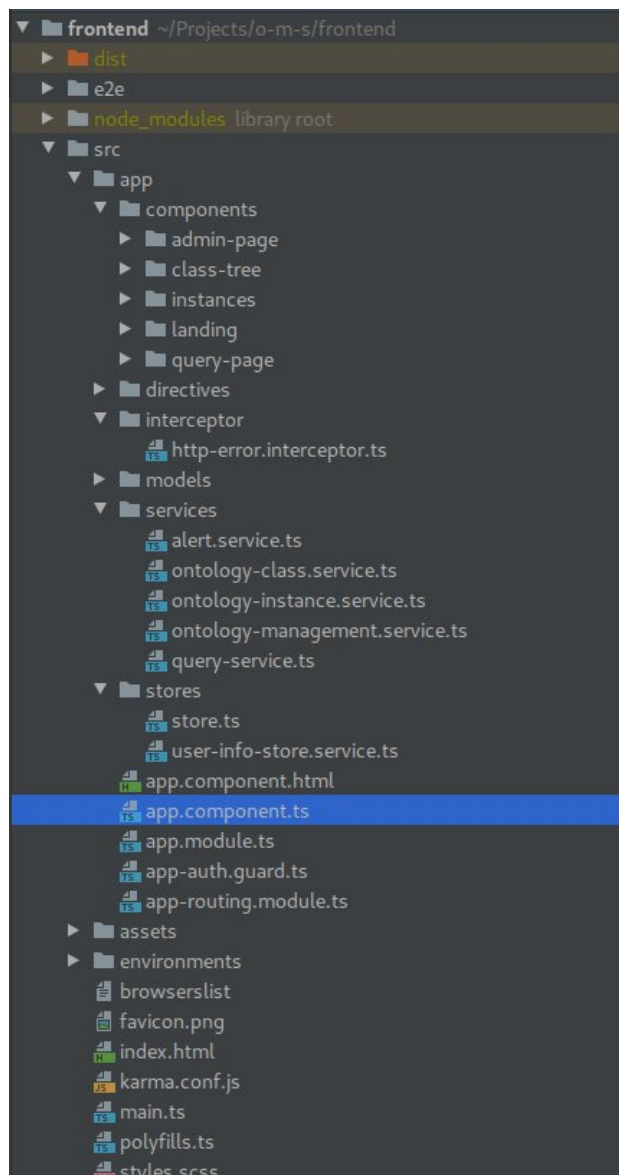 frontend ~/Projects/o-m-s/frontend
dist
e2e
node_modules library root
src
app
components
admin-page
class-tree
instances
landing
query-page
directives
interceptor
http-error.interceptor.ts
models
services
alert.service.ts
ontology-class.service.ts
ontology-instance.service.ts
ontology-management.service.ts
query-service.ts
stores
store.ts
user-info-store.service.ts
app.component.html
app.component.ts
app.module.ts
app-auth.guard.ts
app-routing.module.ts
assets
environments
browserslist
favicon.png
index.html
karma.conf.js
main.ts
polyfills.ts
styles.scss